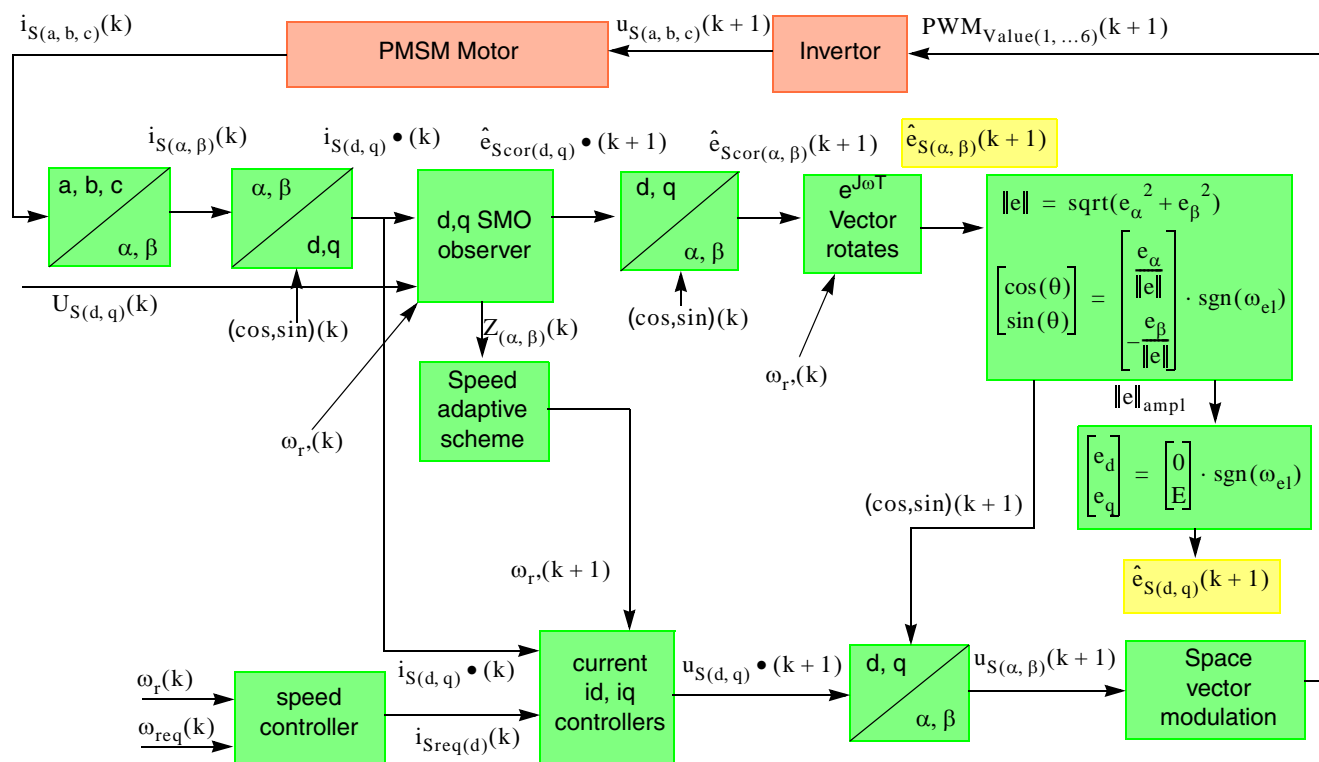 i_S(a, b, c)(k)
PMSM Motor
u_S(a, b, c)(k + 1)
Invertor
PWM_Value(1, ...6)(k + 1)
i_S(α, β)(k)
i_S(d, q) • (k)
ê_Scor(d, q) • (k + 1)
ê_Scor(α, β)(k + 1)
ê_S(α, β)(k + 1)
a, b, c
α, β
α, β
d,q
d,q SMO
observer
d, q
α, β
e^JωT
Vector
rotates
‖e‖ = sqrt(e_α^2 + e_β^2)
[cos(θ) sin(θ)] = [e_α/‖e‖ -e_β/‖e‖] · sgn(ω_el)
U_S(d, q)(k)
(cos,sin)(k)
Z_(α, β)(k)
(cos,sin)(k)
ω_r,(k)
ω_r,(k)
Speed
adaptive
scheme
‖e‖_ampl
[e_d e_q] = [0 E] · sgn(ω_el)
(cos,sin)(k + 1)
ê_S(d, q)(k + 1)
ω_r,(k + 1)
ω_r(k)
ω_req(k)
speed
controller
i_S(d, q) • (k)
i_Sreq(d)(k)
current
id, iq
controllers
u_S(d, q) • (k + 1)
d, q
α, β
u_S(α, β)(k + 1)
Space
vector
modulation